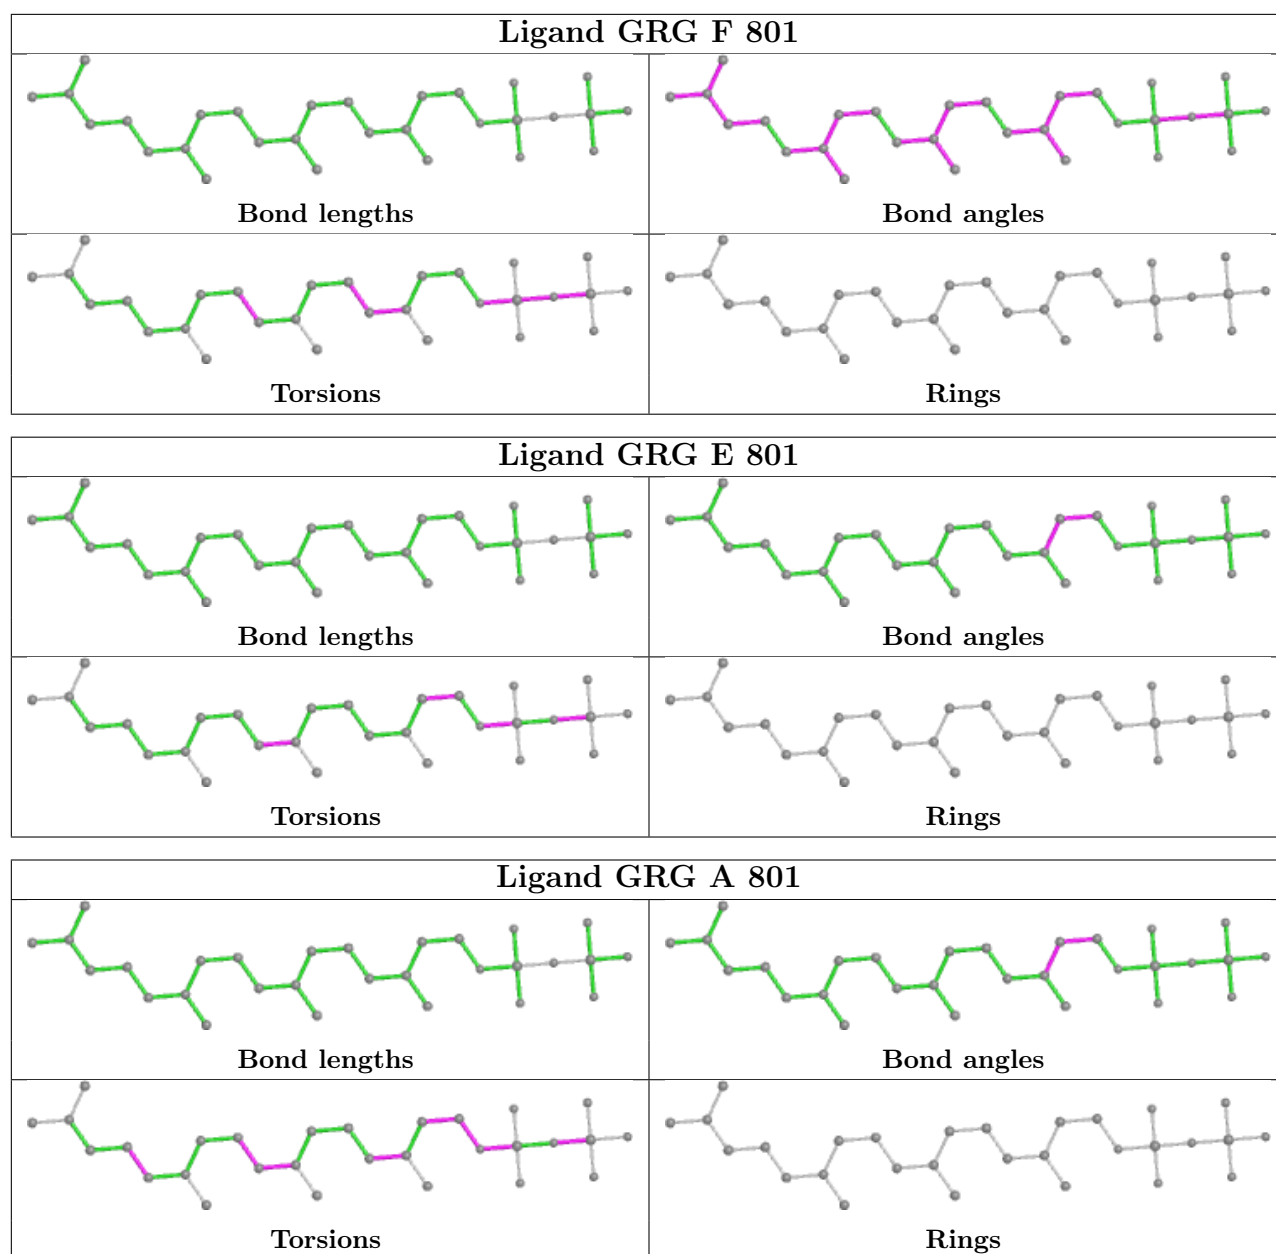 Ligand GRG F 801
Bond lengths
Bond angles
Torsions
Rings
Ligand GRG E 801
Bond lengths
Bond angles
Torsions
Rings
Ligand GRG A 801
Bond lengths
Bond angles
Torsions
Rings